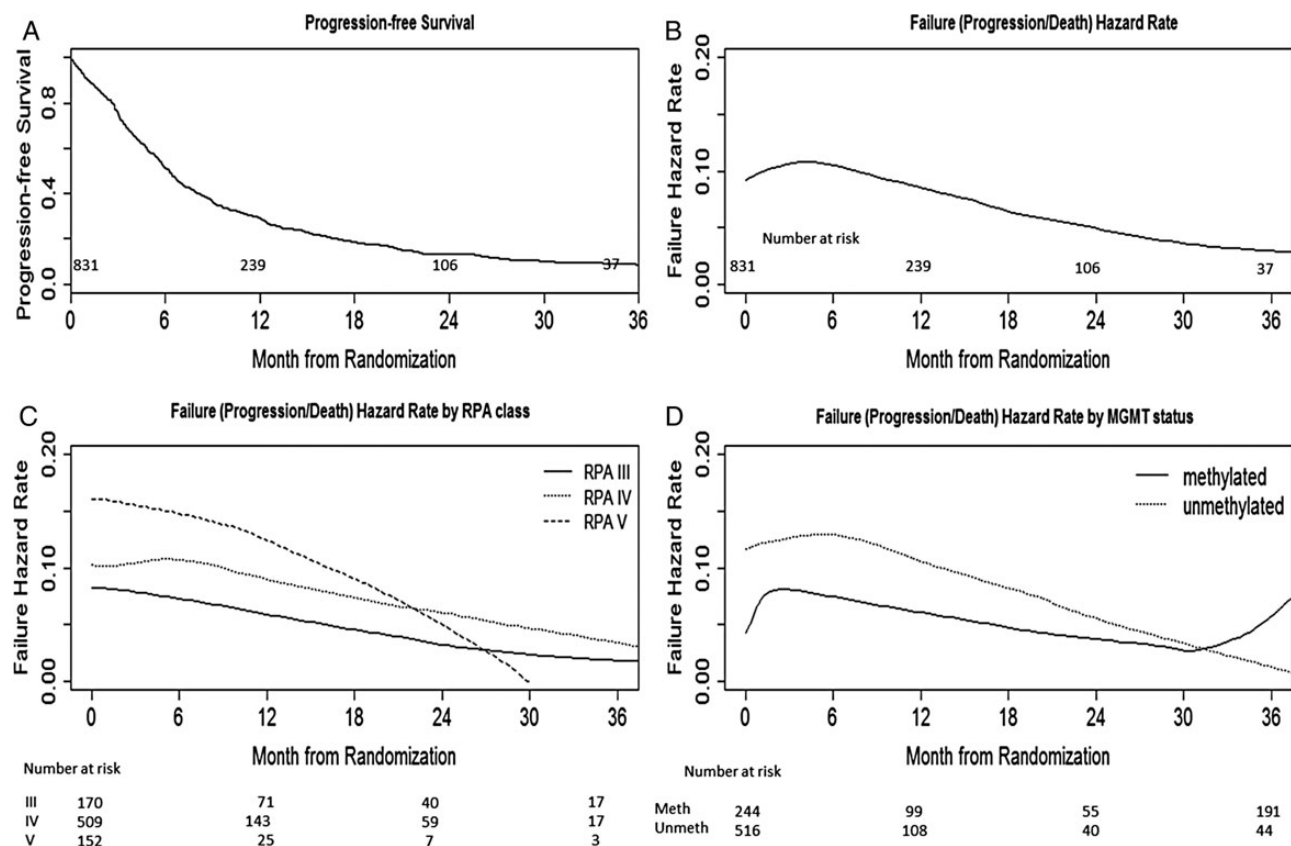 A
Progression-free Survival
Progression-free Survival
0.0 0.4 0.8
831 239 106 37
0 6 12 18 24 30 36
Month from Randomization
B
Failure (Progression/Death) Hazard Rate
Failure Hazard Rate
0.00 0.10 0.20
Number at risk
831 239 106 37
0 6 12 18 24 30 36
Month from Randomization
C
Failure (Progression/Death) Hazard Rate by RPA class
Failure Hazard Rate
0.00 0.10 0.20
RPA III
RPA IV
RPA V
0 6 12 18 24 30 36
Month from Randomization
Number at risk
III 170 71 40 17
IV 509 143 59 17
V 152 25 7 3
D
Failure (Progression/Death) Hazard Rate by MGMT status
Failure Hazard Rate
0.00 0.10 0.20
methylated
unmethylated
0 6 12 18 24 30 36
Month from Randomization
Number at risk
Meth 244 99 55 191
Unmeth 516 108 40 44